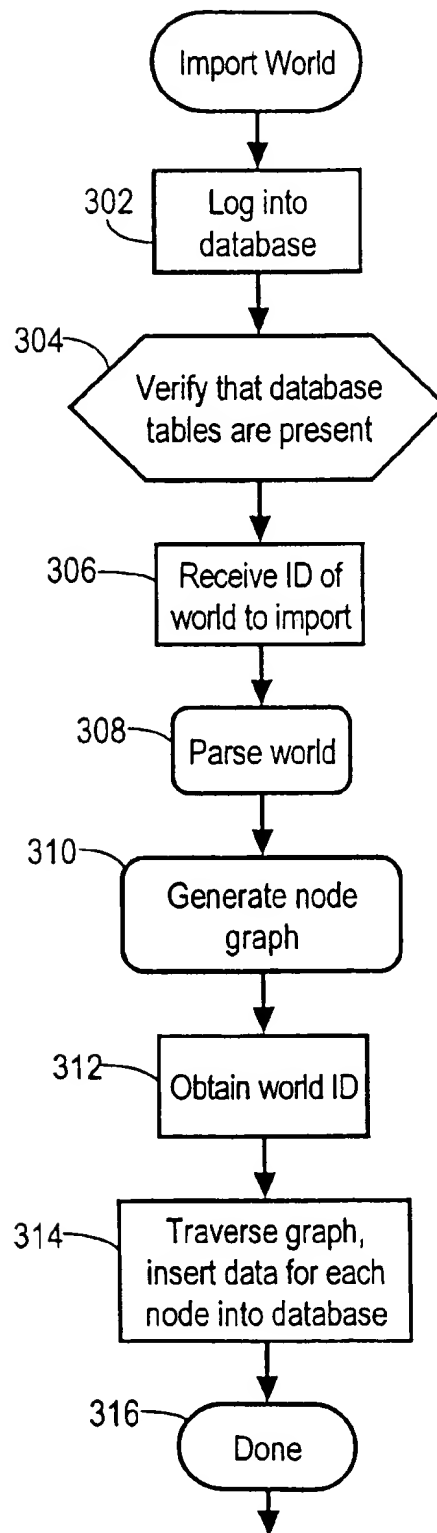 Import World
302
Log into
database
304
Verify that database
tables are present
306
Receive ID of
world to import
308
Parse world
310
Generate node
graph
312
Obtain world ID
314
Traverse graph,
insert data for each
node into database
316
Done